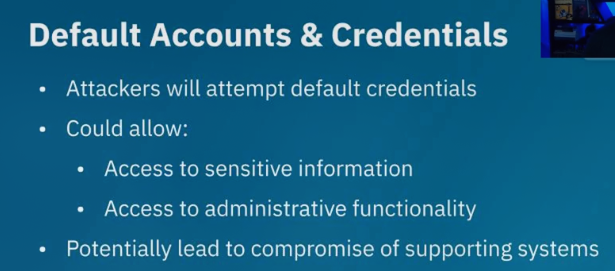 Default Accounts & Credentials
• Attackers will attempt default credentials
• Could allow:
• Access to sensitive information
• Access to administrative functionality
• Potentially lead to compromise of supporting systems